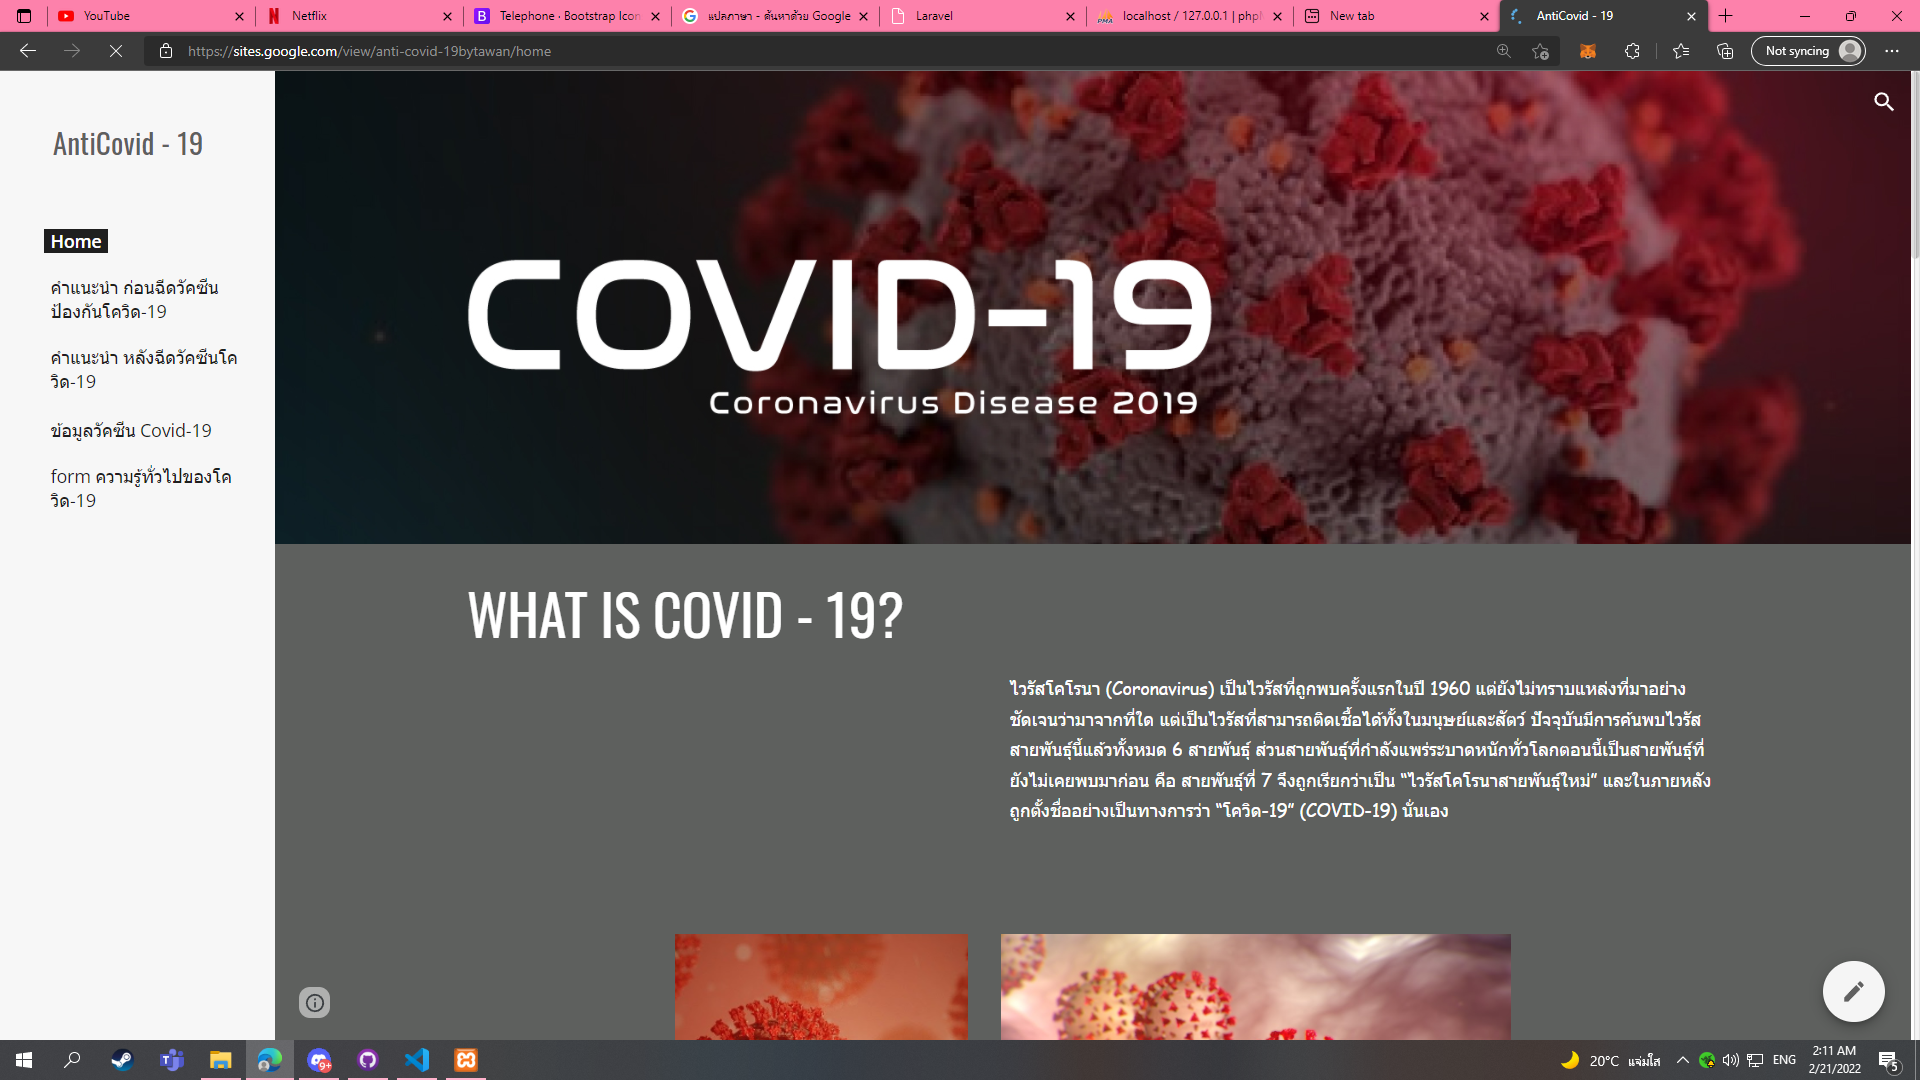 YouTube
Netflix
Telephone · Bootstrap Icon
แปลภาษา - ค้นหาด้วย Google
Laravel
localhost / 127.0.0.1 | php
New tab
AntiCovid - 19
https://sites.google.com/view/anti-covid-19bytawan/home
Not syncing
AntiCovid - 19
Home
คำแนะนำ ก่อนฉีดวัคซีน
ป้องกันโควิด-19
คำแนะนำ หลังฉีดวัคซีนโค
วิด-19
ข้อมูลวัคซีน Covid-19
form ความรู้ทั่วไปของโค
วิด-19
COVID-19
Coronavirus Disease 2019
WHAT IS COVID - 19?
ไวรัสโคโรนา (Coronavirus) เป็นไวรัสที่ถูกพบครั้งแรกในปี 1960 แต่ยังไม่ทราบแหล่งที่มาอย่าง
ชัดเจนว่ามาจากที่ใด แต่เป็นไวรัสที่สามารถติดเชื้อได้ทั้งในมนุษย์และสัตว์ ปัจจุบันมีการค้นพบไวรัส
สายพันธุ์นี้แล้วทั้งหมด 6 สายพันธุ์ ส่วนสายพันธุ์ที่กำลังแพร่ระบาดหนักทั่วโลกตอนนี้เป็นสายพันธุ์ที่
ยังไม่เคยพบมาก่อน คือ สายพันธุ์ที่ 7 จึงถูกเรียกว่าเป็น “ไวรัสโคโรนาสายพันธุ์ใหม่” และในภายหลัง
ถูกตั้งชื่ออย่างเป็นทางการว่า “โควิด-19” (COVID-19) นั่นเอง
9+
20°C แจ่มใส
ENG
2:11 AM
2/21/2022
5